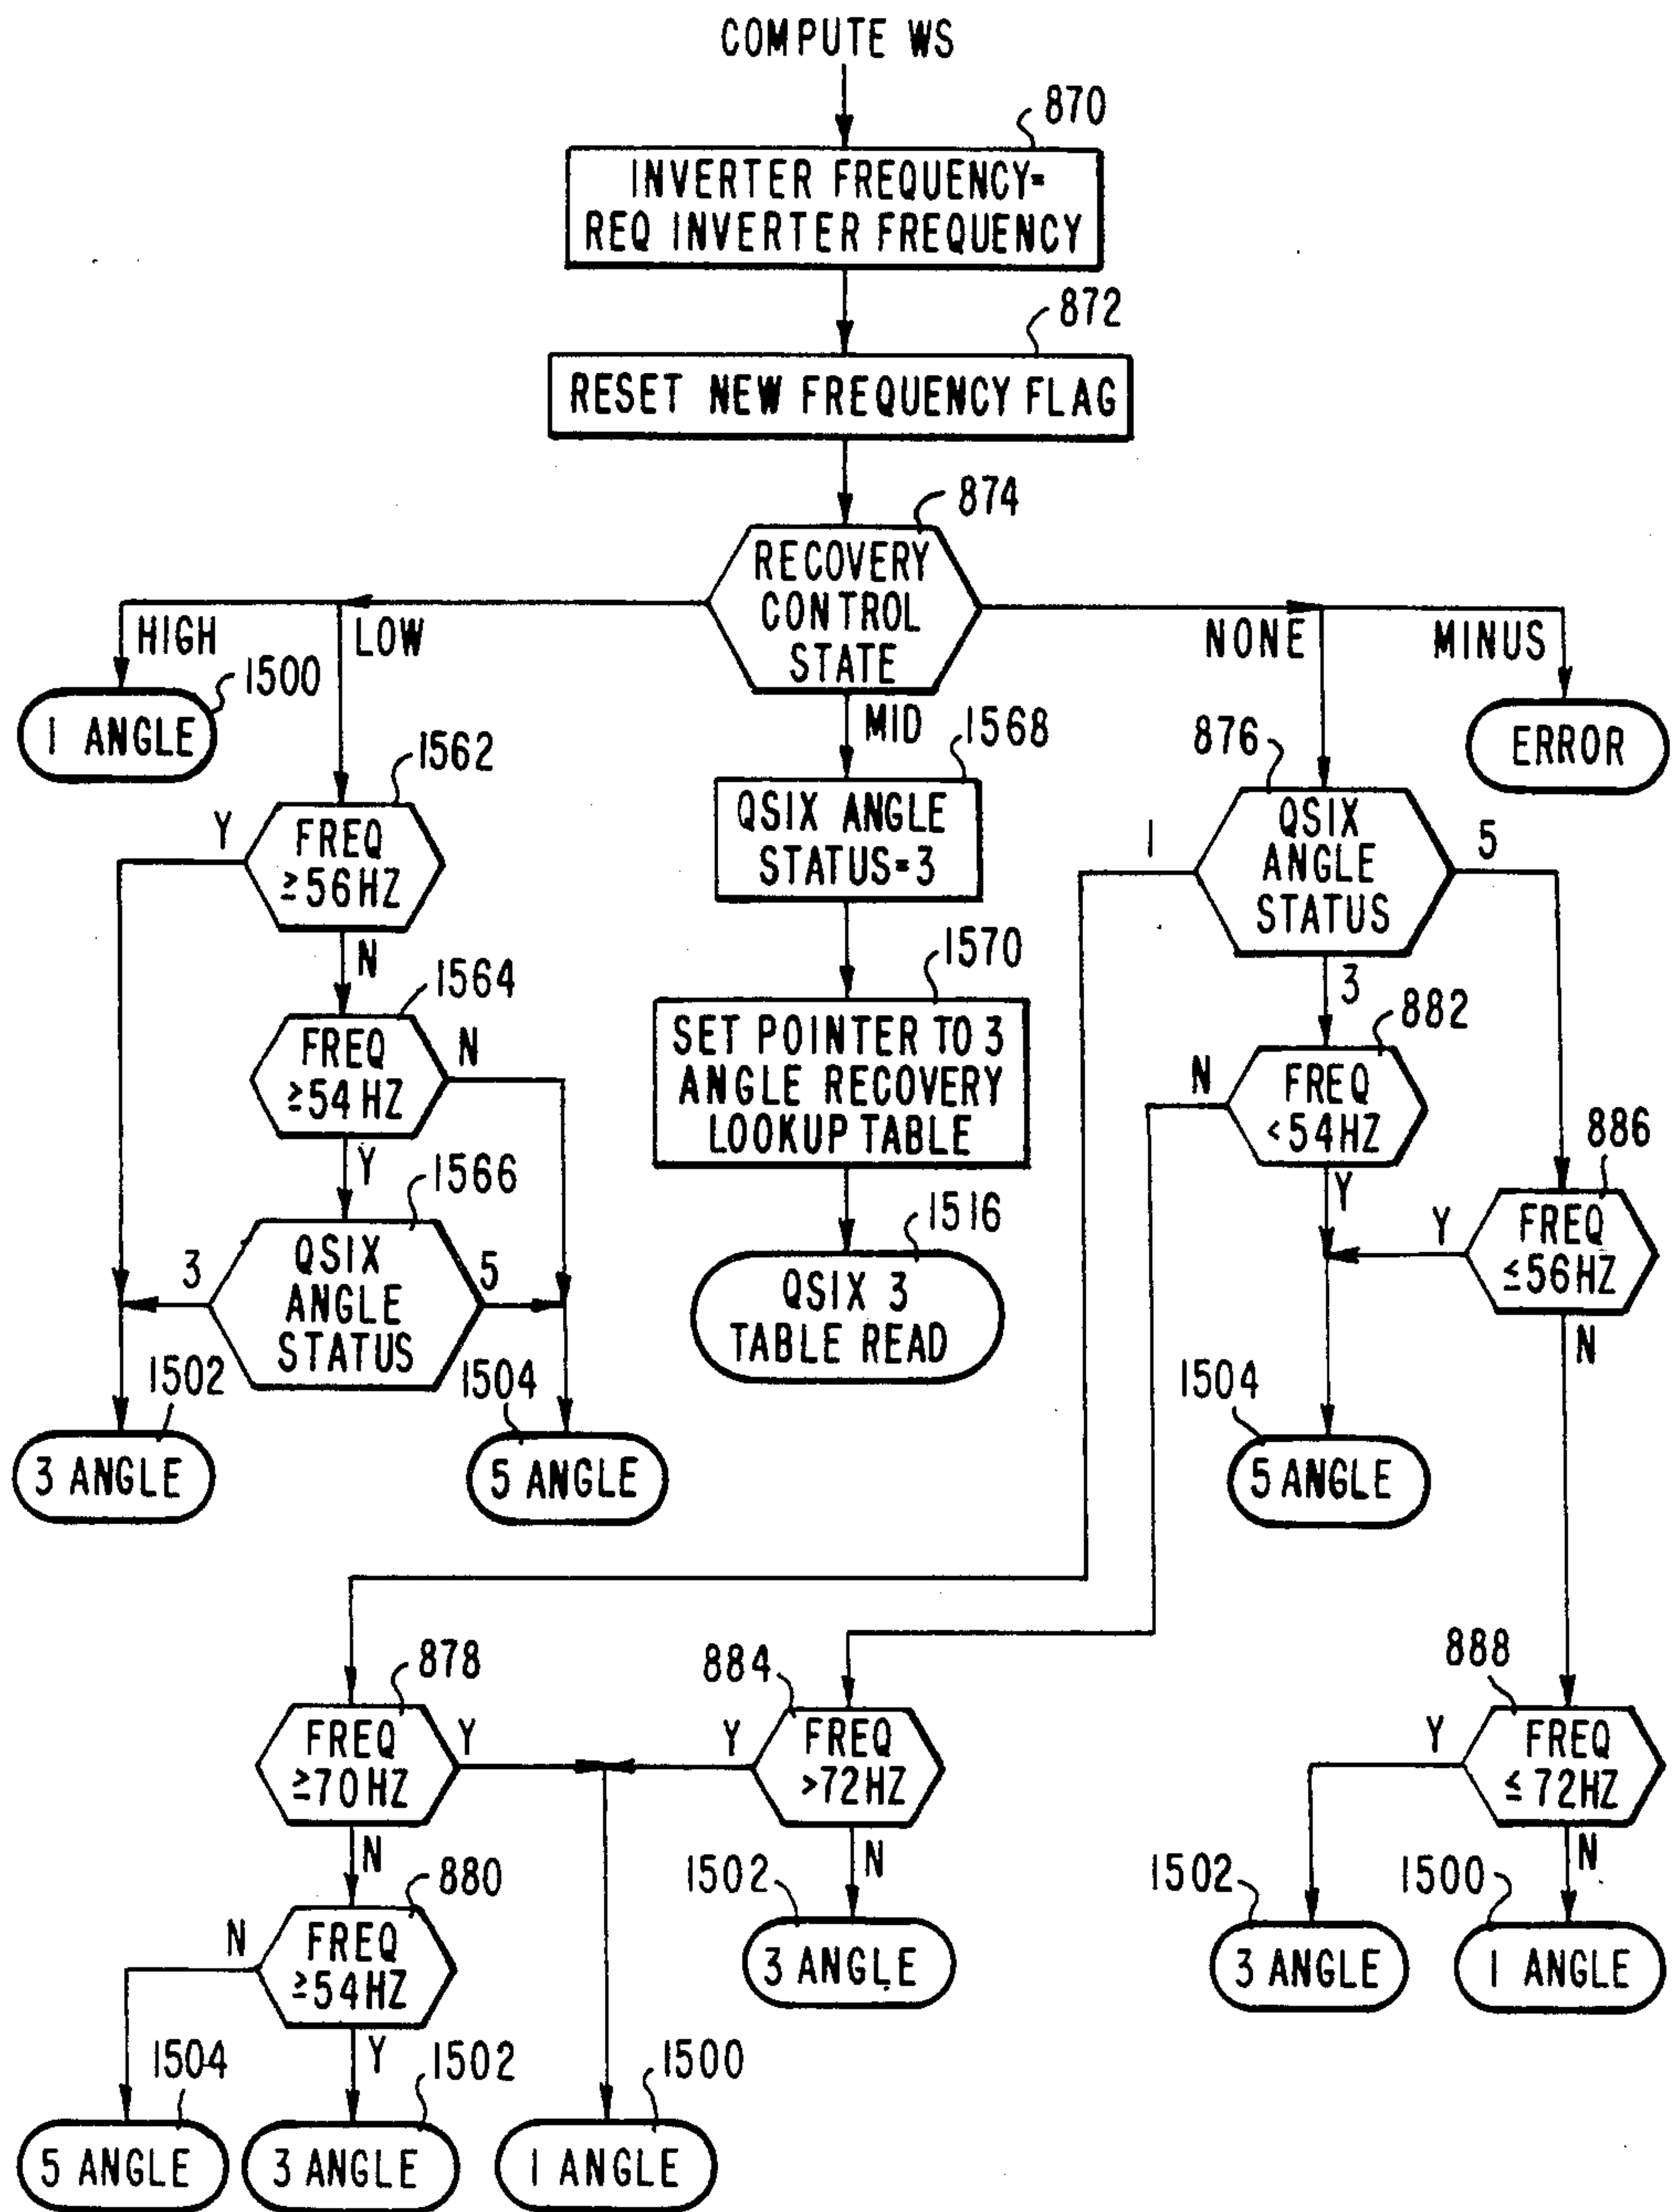 COMPUTE WS
870
INVERTER FREQUENCY=
REQ INVERTER FREQUENCY
872
RESET NEW FREQUENCY FLAG
874
RECOVERY
CONTROL
STATE
HIGH
LOW
NONE
MINUS
1500
1 ANGLE
MID
1568
876
ERROR
1562
Y
FREQ
≥56HZ
N
QSIX ANGLE
STATUS=3
1
QSIX
ANGLE
STATUS
5
3
1564
FREQ
≥54HZ
N
Y
1570
SET POINTER TO 3
ANGLE RECOVERY
LOOKUP TABLE
882
N
FREQ
<54HZ
Y
886
Y
FREQ
≤56HZ
N
1566
3
QSIX
ANGLE
STATUS
5
1516
QSIX 3
TABLE READ
1502
3 ANGLE
1504
5 ANGLE
1504
5 ANGLE
878
FREQ
≥70HZ
Y
N
884
Y
FREQ
>72HZ
N
888
Y
FREQ
≤72HZ
N
880
N
FREQ
≥54HZ
Y
1502
3 ANGLE
1502
3 ANGLE
1500
1 ANGLE
1504
5 ANGLE
1502
3 ANGLE
1500
1 ANGLE